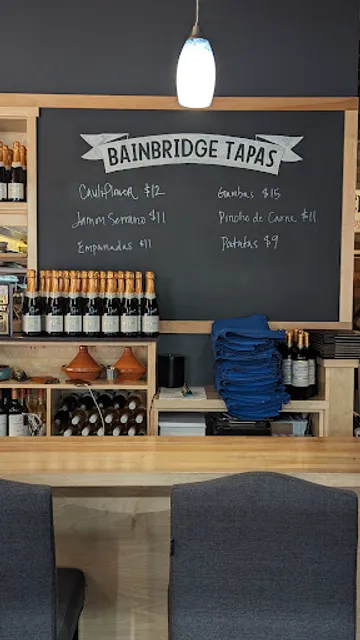 BAINBRIDGE TAPAS
Cauliflower $12
Jamon Serrano $11
Empanadas $11
Gambas $15
Pincho de Carne $11
Patatas $9